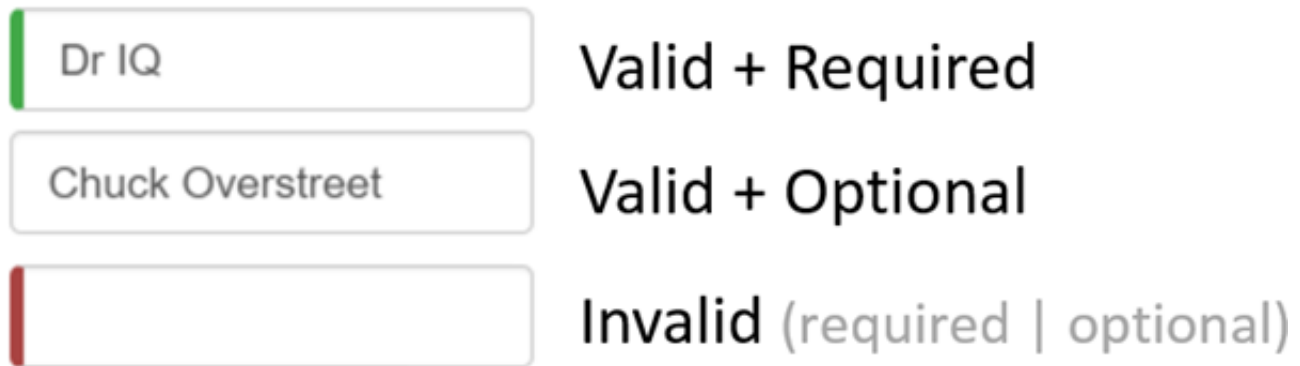 Dr IQ Valid + Required
Chuck Overstreet Valid + Optional
Invalid (required | optional)